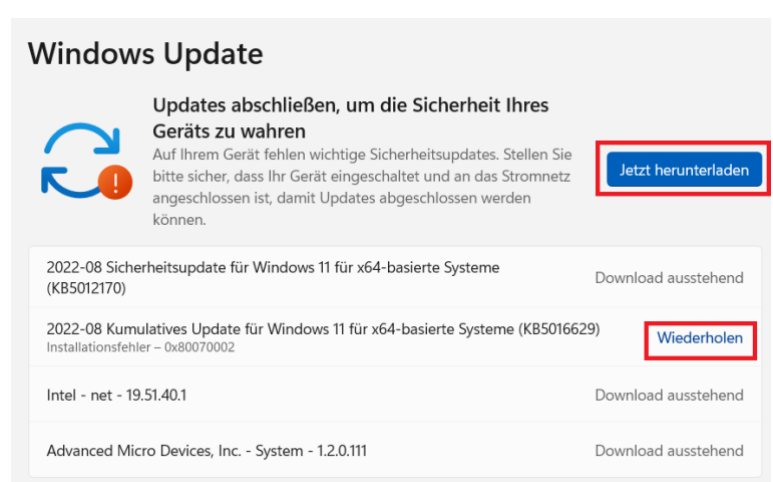 Windows Update
Updates abschließen, um die Sicherheit Ihres
Geräts zu wahren
Auf Ihrem Gerät fehlen wichtige Sicherheitsupdates. Stellen Sie
bitte sicher, dass Ihr Gerät eingeschaltet und an das Stromnetz
angeschlossen ist, damit Updates abgeschlossen werden
können.
Jetzt herunterladen
2022-08 Sicherheitsupdate für Windows 11 für x64-basierte Systeme
(KB5012170)
Download ausstehend
2022-08 Kumulatives Update für Windows 11 für x64-basierte Systeme (KB5016629)
Installationsfehler – 0x80070002
Wiederholen
Intel - net - 19.51.40.1
Download ausstehend
Advanced Micro Devices, Inc. - System - 1.2.0.111
Download ausstehend